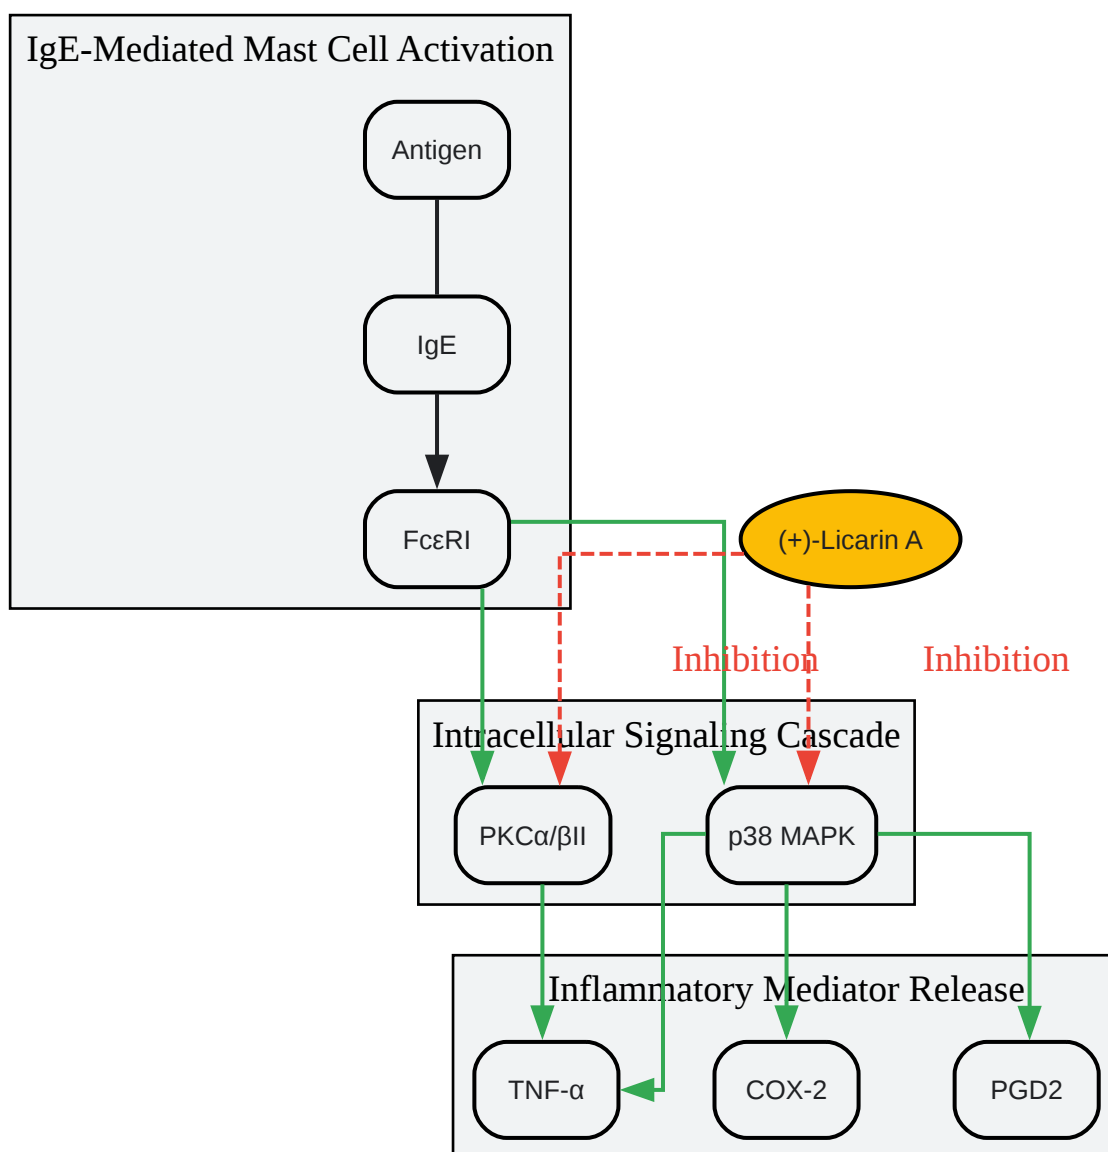 IgE-Mediated Mast Cell Activation
Antigen
IgE
FcεRI
(+)-Licarin A
Inhibition
Inhibition
Intracellular Signaling Cascade
PKCα/βII
p38 MAPK
Inflammatory Mediator Release
TNF-α
COX-2
PGD2